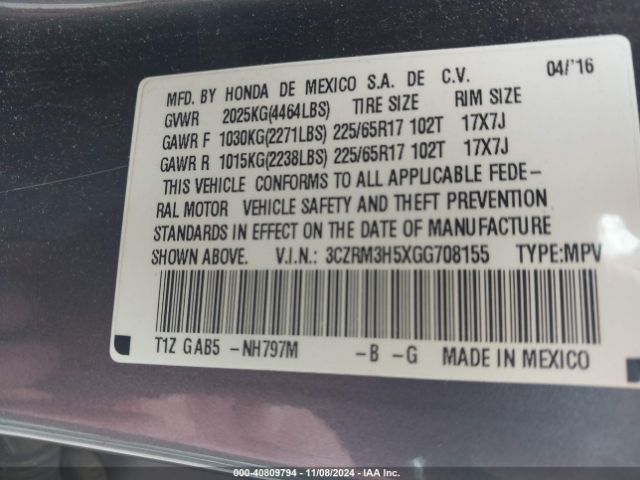 MFD. BY HONDA DE MEXICO S.A. DE C.V. 04/'16
GVWR 2025KG(4464LBS) TIRE SIZE RIM SIZE
GAWR F 1030KG(2271LBS) 225/65R17 102T 17X7J
GAWR R 1015KG(2238LBS) 225/65R17 102T 17X7J
THIS VEHICLE CONFORMS TO ALL APPLICABLE FEDE-
RAL MOTOR VEHICLE SAFETY AND THEFT PREVENTION
STANDARDS IN EFFECT ON THE DATE OF MANUFACTURE
SHOWN ABOVE. V.I.N.: 3CZRM3H5XGG708155 TYPE:MPV
T1Z GAB5 -NH797M -B -G MADE IN MEXICO
000-40809794 - 11/08/2024 - IAA Inc.